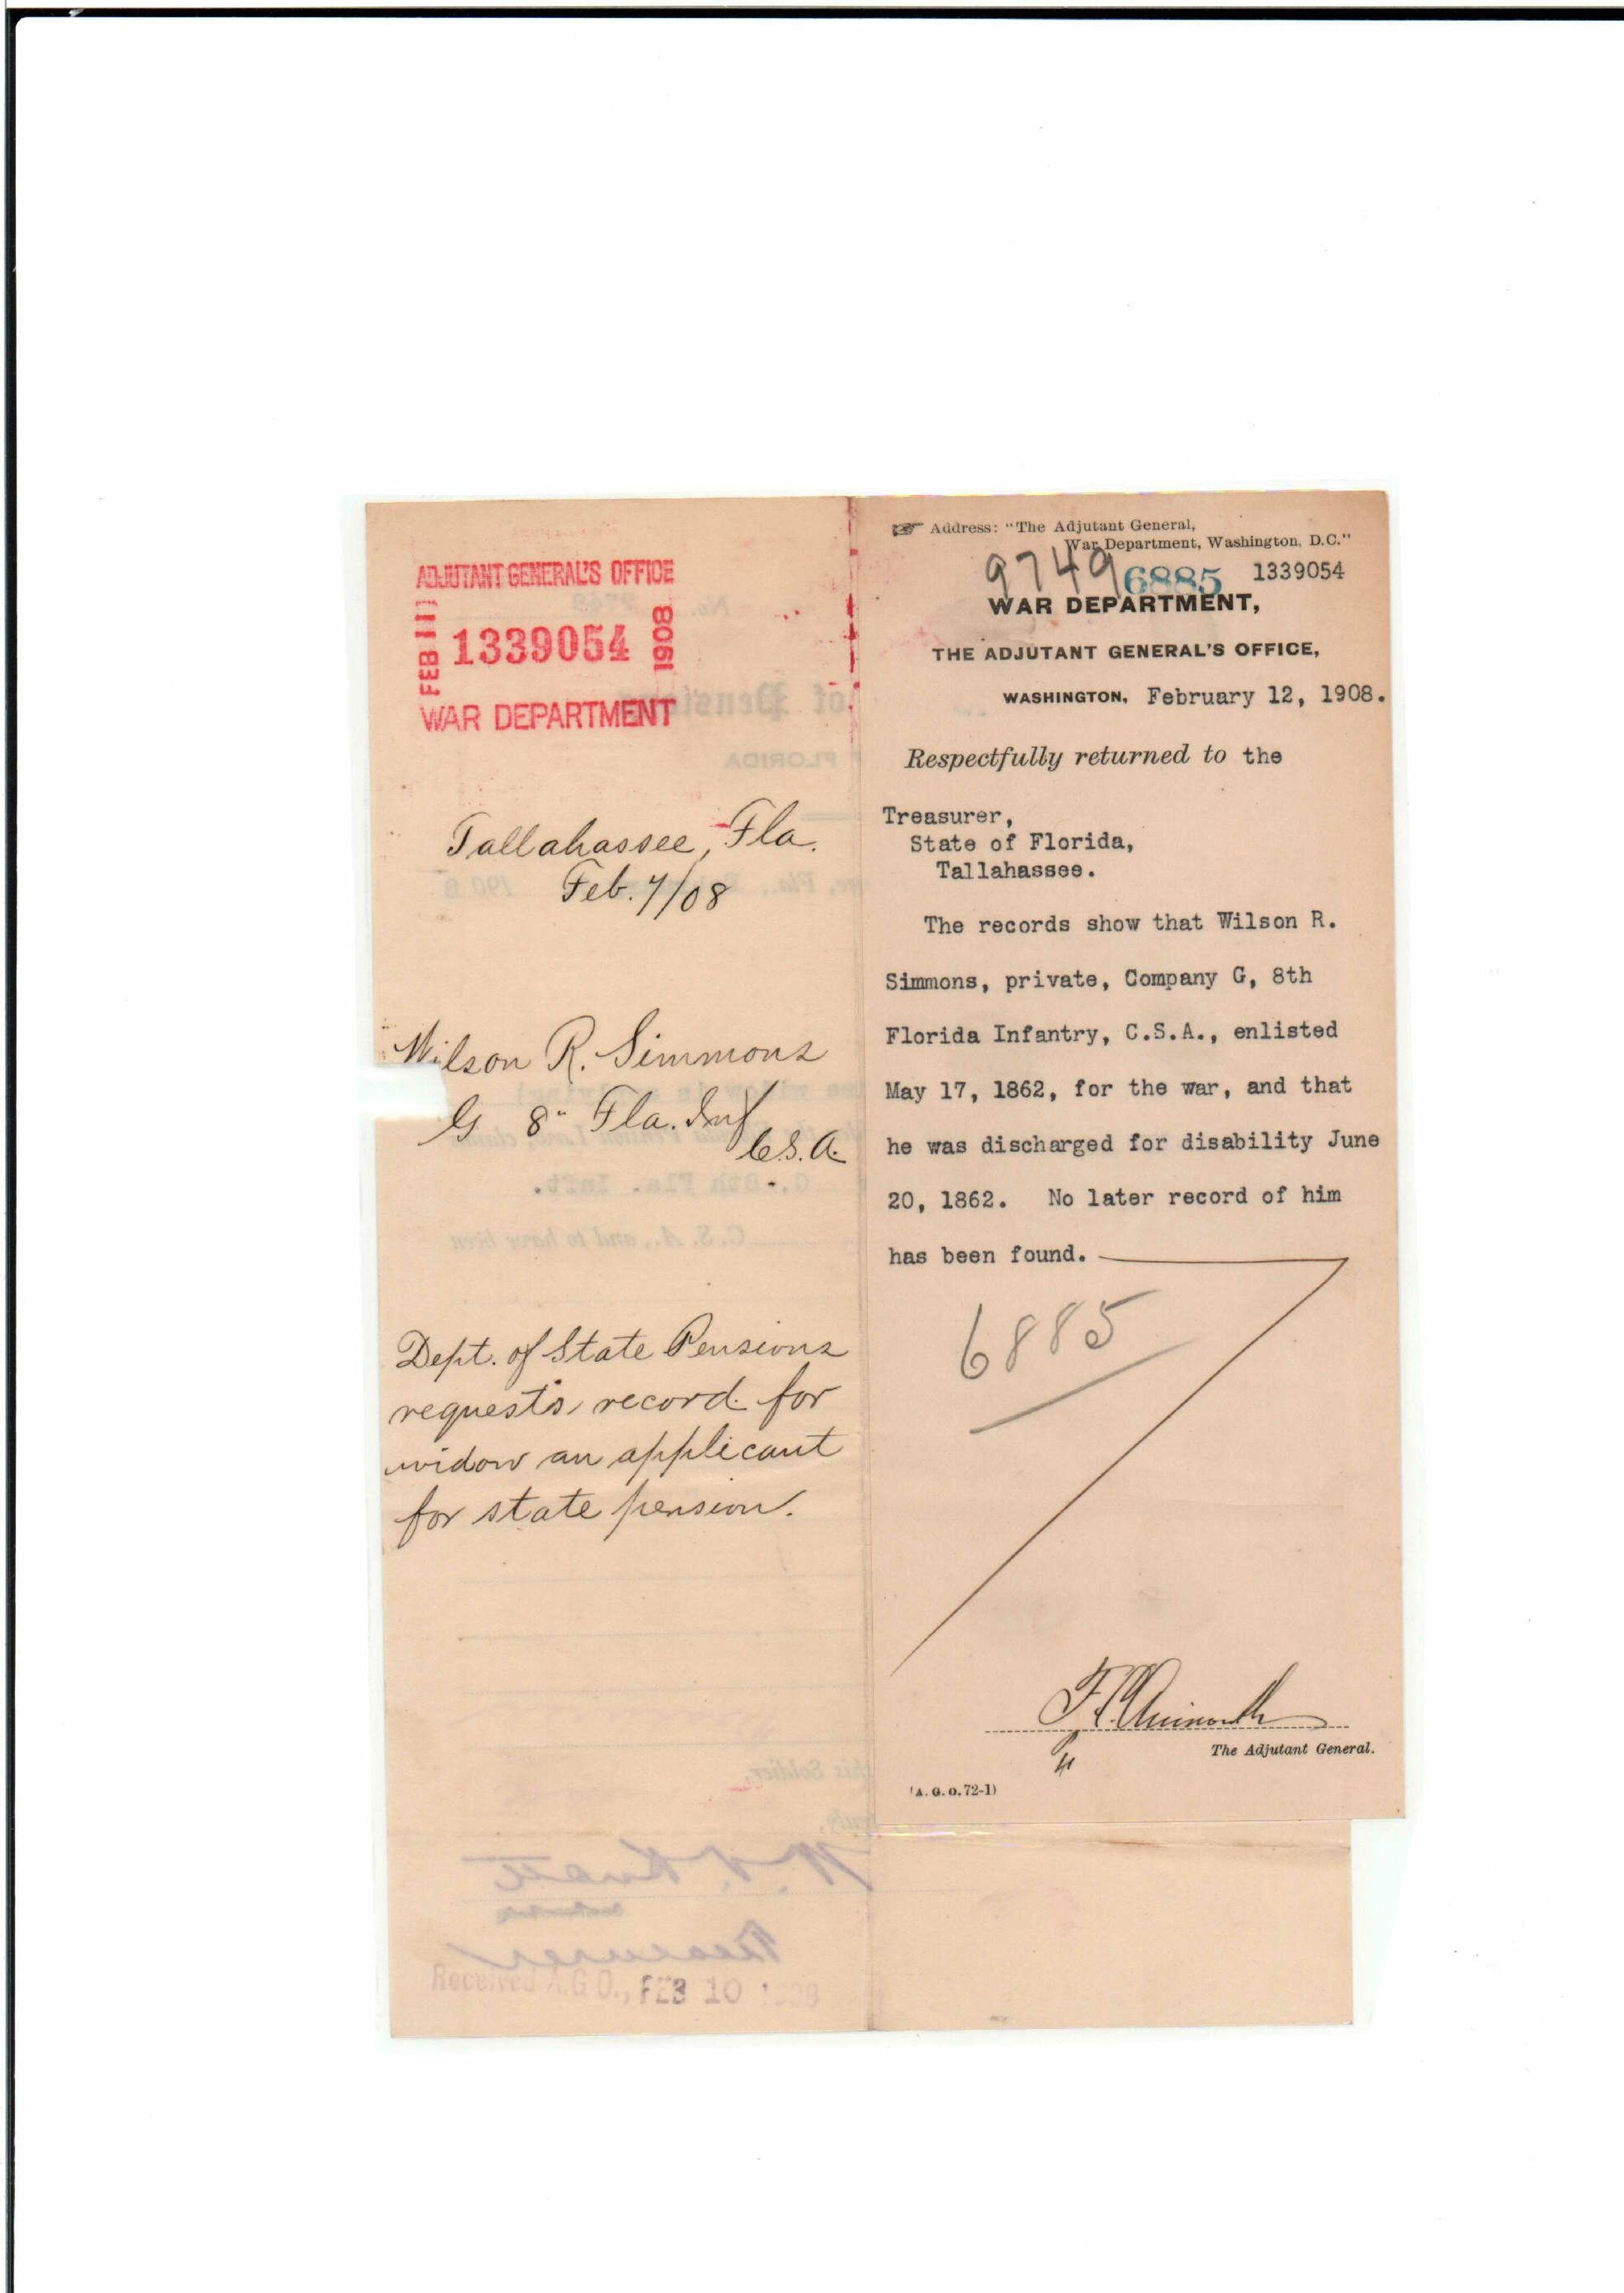 ADJUTANT GENERAL'S OFFICE
FEB 11 1339054 1908
WAR DEPARTMENT
Tallahassee, Fla.
Feb. 7/08
Wilson R. Simmons
G 8" Fla. Inf
C.S.A.
Dept. of State Pensions
requests record for
widow an applicant
for state pension.
Received A.G.O., FEB 10 1908
Address: "The Adjutant General,
War Department, Washington, D.C."
9749 6885 1339054
WAR DEPARTMENT,
THE ADJUTANT GENERAL'S OFFICE,
WASHINGTON, February 12, 1908.
Respectfully returned to the
Treasurer,
State of Florida,
Tallahassee.
The records show that Wilson R.
Simmons, private, Company G, 8th
Florida Infantry, C.S.A., enlisted
May 17, 1862, for the war, and that
he was discharged for disability June
20, 1862. No later record of him
has been found.
6885
F. C. Ainsworth
The Adjutant General.
(A. G. O. 72-1)